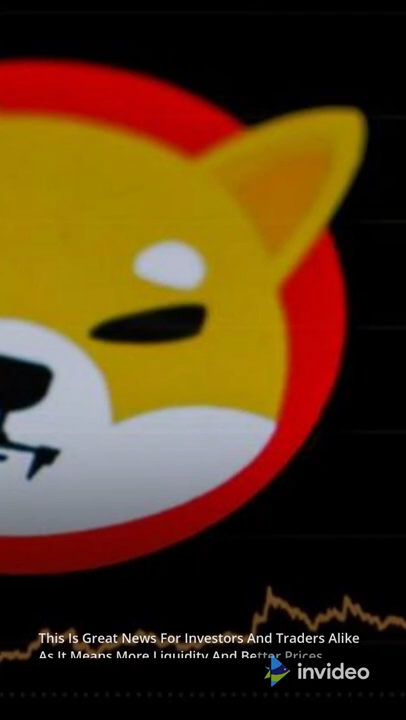 This Is Great News For Investors And Traders Alike
As It Means More Liquidity And Better Prices
invideo